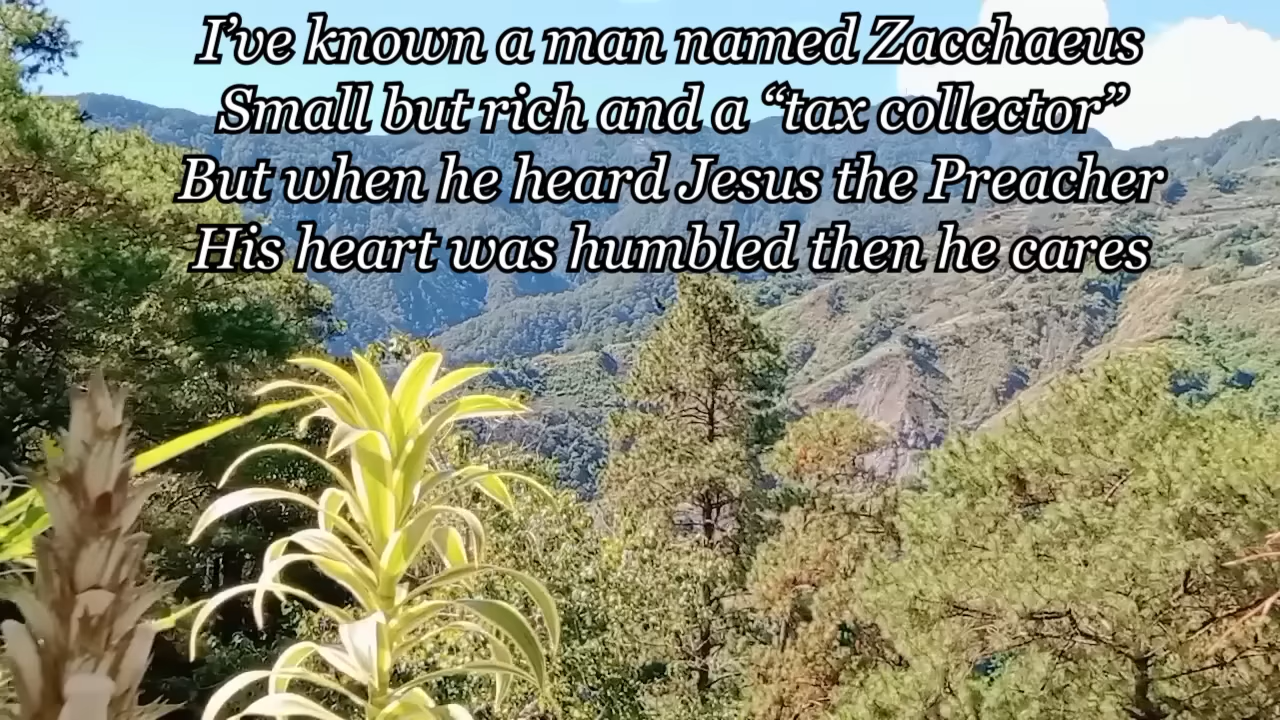 I’ve known a man named Zacchaeus
Small but rich and a “tax collector”
But when he heard Jesus the Preacher
His heart was humbled then he cares